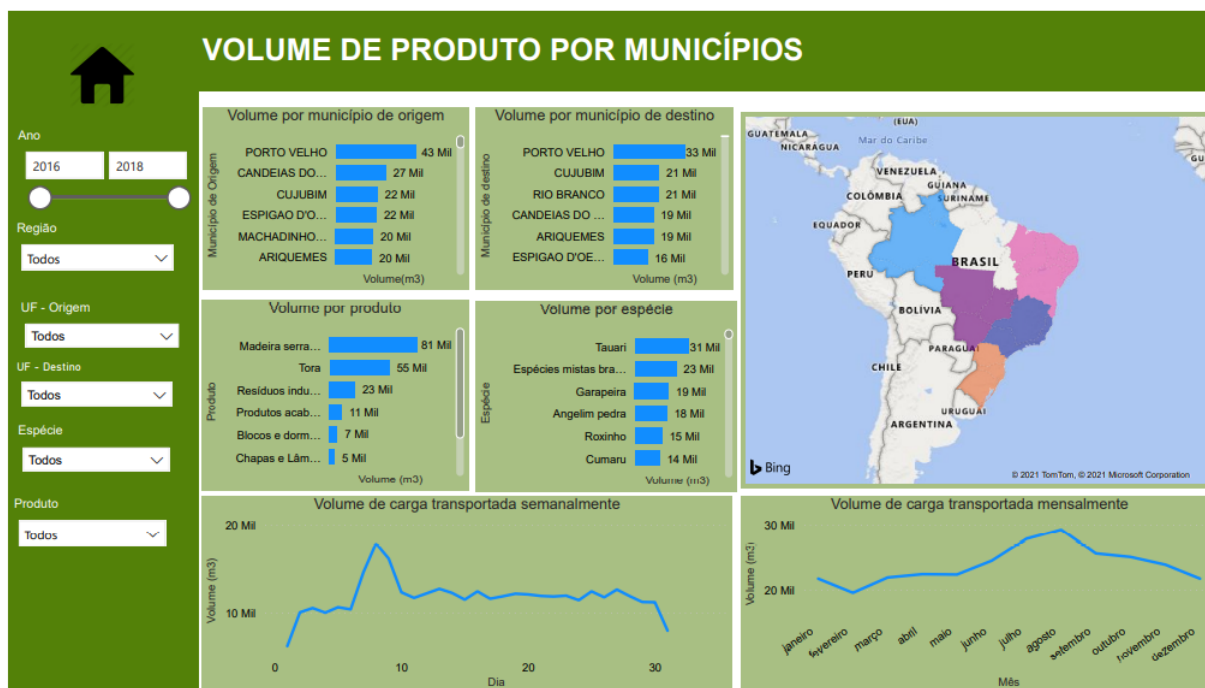 VOLUME DE PRODUTO POR MUNICÍPIOS
Ano
2016
2018
Região
Todos
UF - Origem
Todos
UF - Destino
Todos
Espécie
Todos
Produto
Todos
Volume por município de origem
Município de Origem
PORTO VELHO
43 Mil
CANDEIAS DO...
27 Mil
CUJUBIM
22 Mil
ESPIGAO D'O...
22 Mil
MACHADINHO...
20 Mil
ARIQUEMES
20 Mil
Volume(m3)
Volume por município de destino
Município de destino
PORTO VELHO
33 Mil
CUJUBIM
21 Mil
RIO BRANCO
21 Mil
CANDEIAS DO ...
19 Mil
ARIQUEMES
19 Mil
ESPIGAO D'OE...
16 Mil
Volume (m3)
Volume por produto
Produto
Madeira serra...
81 Mil
Tora
55 Mil
Resíduos indu...
23 Mil
Produtos acab...
11 Mil
Blocos e dorm...
7 Mil
Chapas e Lâm...
5 Mil
Volume (m3)
Volume por espécie
Espécie
Tauari
31 Mil
Espécies mistas bra...
23 Mil
Garapeira
19 Mil
Angelim pedra
18 Mil
Roxinho
15 Mil
Cumaru
14 Mil
Volume (m3)
(EUA)
GUATEMALA
Mar do Caribe
NICARÁGUA
VENEZUELA
GU
GUIANA
COLÔMBIA
SURINAME
EQUADOR
BRASIL
PERU
BOLÍVIA
PARAGUAI
CHILE
URUGUAI
ARGENTINA
Bing
© 2021 TomTom, © 2021 Microsoft Corporation
Volume de carga transportada semanalmente
Volume (m3)
20 Mil
10 Mil
0
10
20
30
Dia
Volume de carga transportada mensalmente
Volume (m3)
30 Mil
20 Mil
janeiro
fevereiro
março
abril
maio
junho
julho
agosto
setembro
outubro
novembro
dezembro
Mês